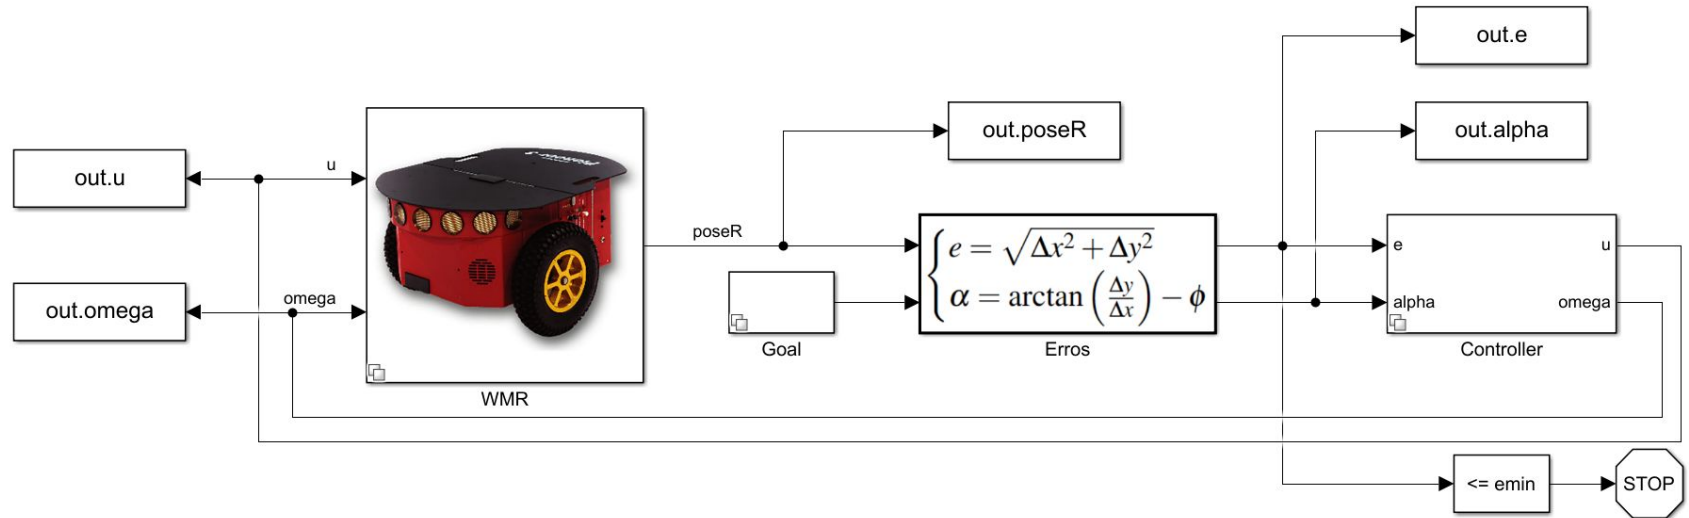 out.e
out.poseR
out.alpha
out.u
u
poseR
e = √Δx² + Δy²
α = arctan (Δy/Δx) − ϕ
e
u
alpha
omega
out.omega
omega
Goal
Erros
Controller
WMR
<= emin
STOP